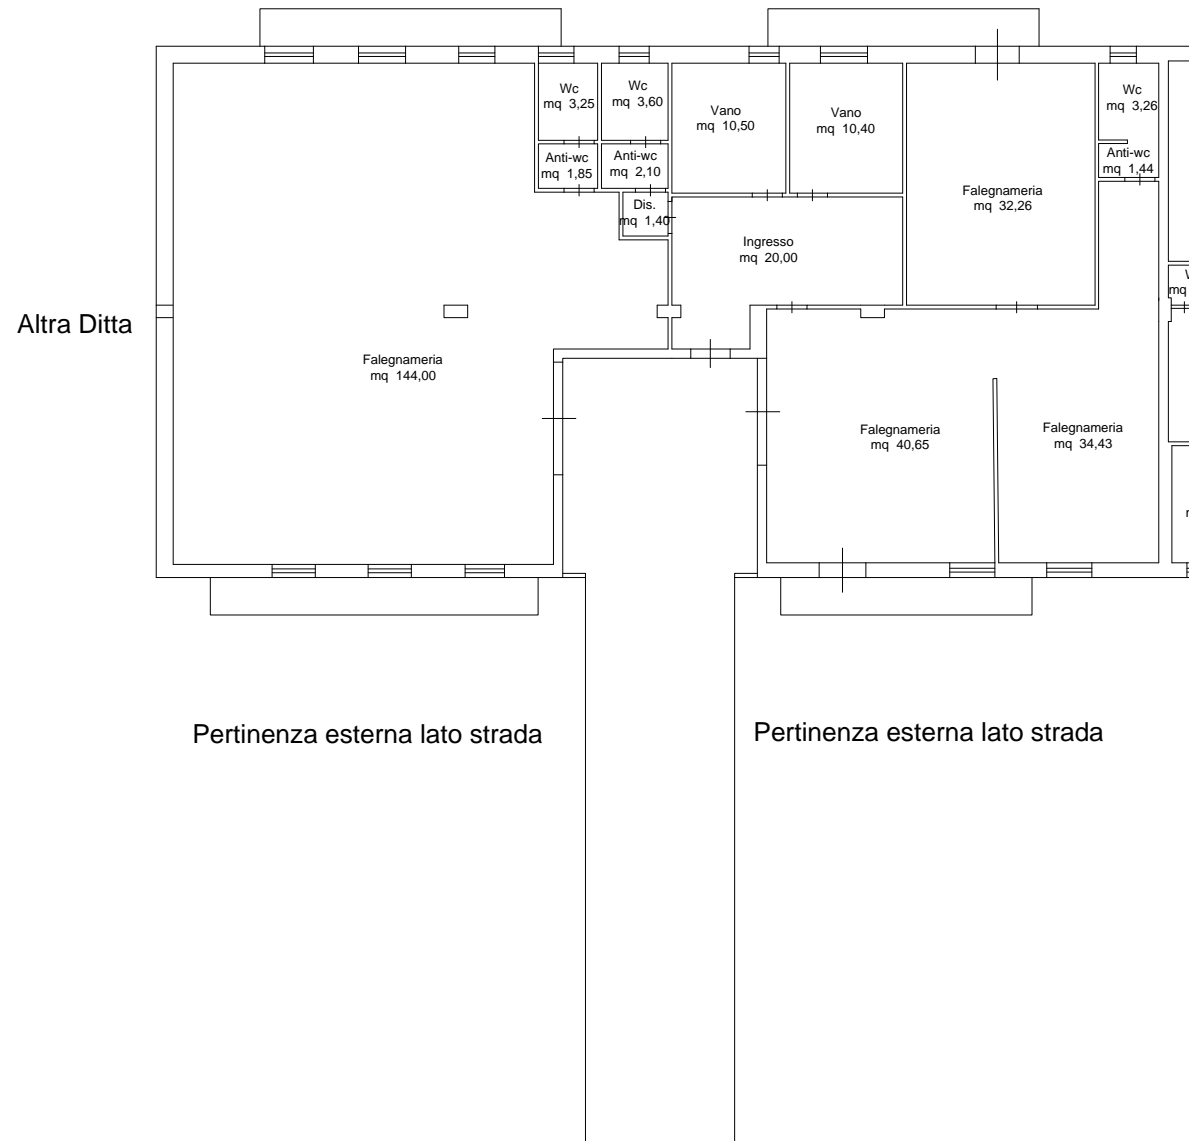 Wc
mq 3,25
Wc
mq 3,60
Vano
mq 10,50
Vano
mq 10,40
Wc
mq 3,26
Anti-wc
mq 1,85
Anti-wc
mq 2,10
Anti-wc
mq 1,44
Falegnameria
mq 32,26
Dis.
mq 1,40
Ingresso
mq 20,00
mq
Altra Ditta
Falegnameria
mq 144,00
Falegnameria
mq 40,65
Falegnameria
mq 34,43
Pertinenza esterna lato strada
Pertinenza esterna lato strada